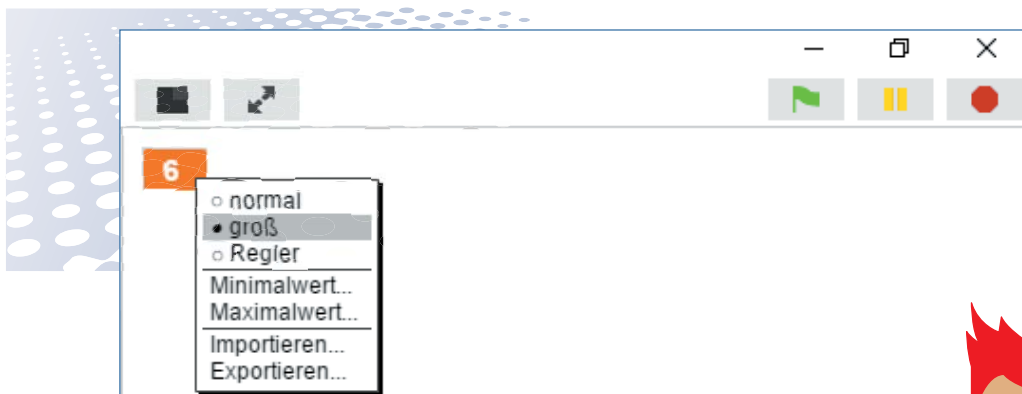 6
normal
groß
Regler
Minimalwert...
Maximalwert...
Importieren...
Exportieren...